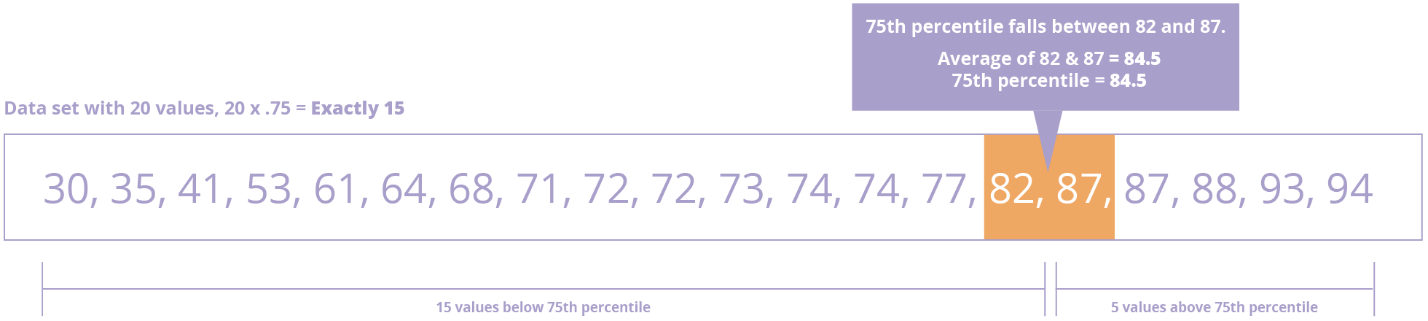 75th percentile falls between 82 and 87.
Average of 82 & 87 = 84.5
75th percentile = 84.5
Data set with 20 values, 20 x .75 = Exactly 15
30, 35, 41, 53, 61, 64, 68, 71, 72, 72, 73, 74, 74, 77, 82, 87, 87, 88, 93, 94
15 values below 75th percentile
5 values above 75th percentile